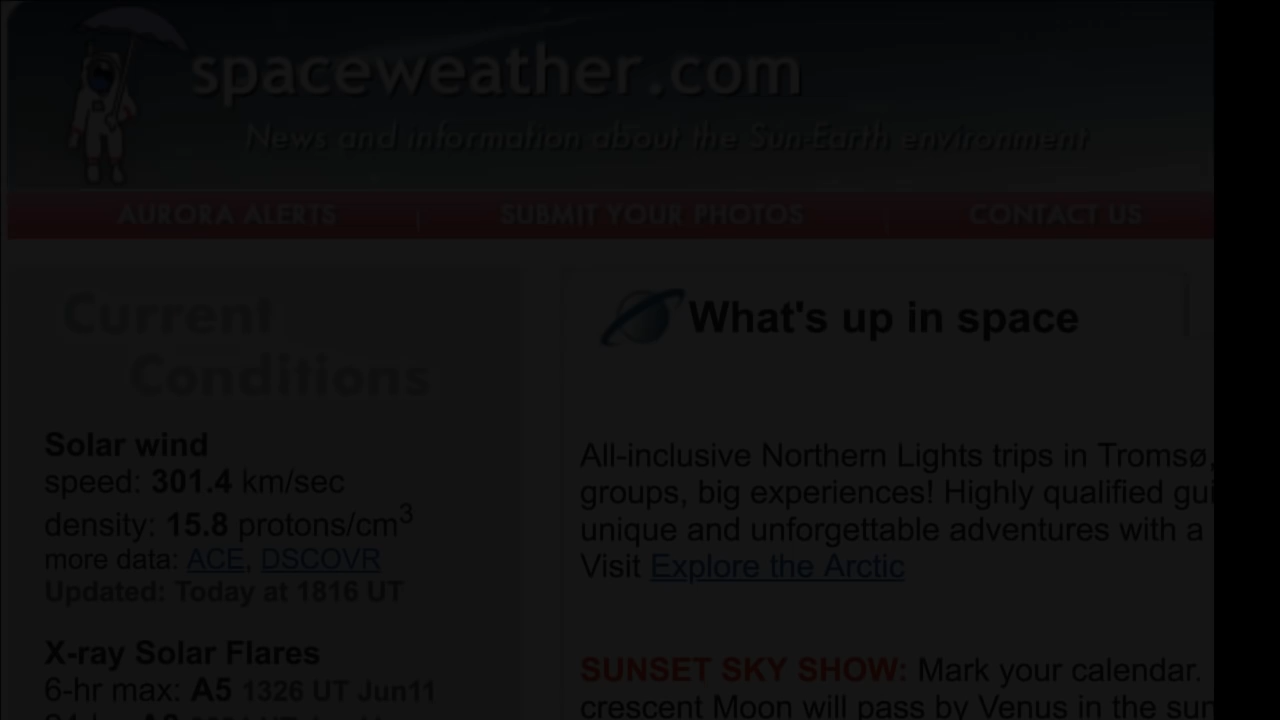 spaceweather.com
News and information about the Sun-Earth environment
AURORA ALERTS
SUBMIT YOUR PHOTOS
CONTACT US
Current
Conditions
Solar wind
speed: 301.4 km/sec
density: 15.8 protons/cm3
more data: ACE, DSCOVR
Updated: Today at 1816 UT
X-ray Solar Flares
6-hr max: A5 1326 UT Jun11
What's up in space
All-inclusive Northern Lights trips in Tromsø,
groups, big experiences! Highly qualified gui
unique and unforgettable adventures with a
Visit Explore the Arctic
SUNSET SKY SHOW: Mark your calendar.
crescent Moon will pass by Venus in the sun